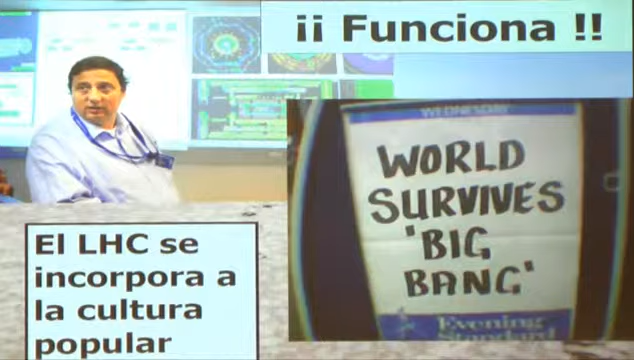 ¡¡ Funciona !!
WEDNESDAY
WORLD
SURVIVES
'BIG
BANG'
Evening
Standard
El LHC se
incorpora a
la cultura
popular